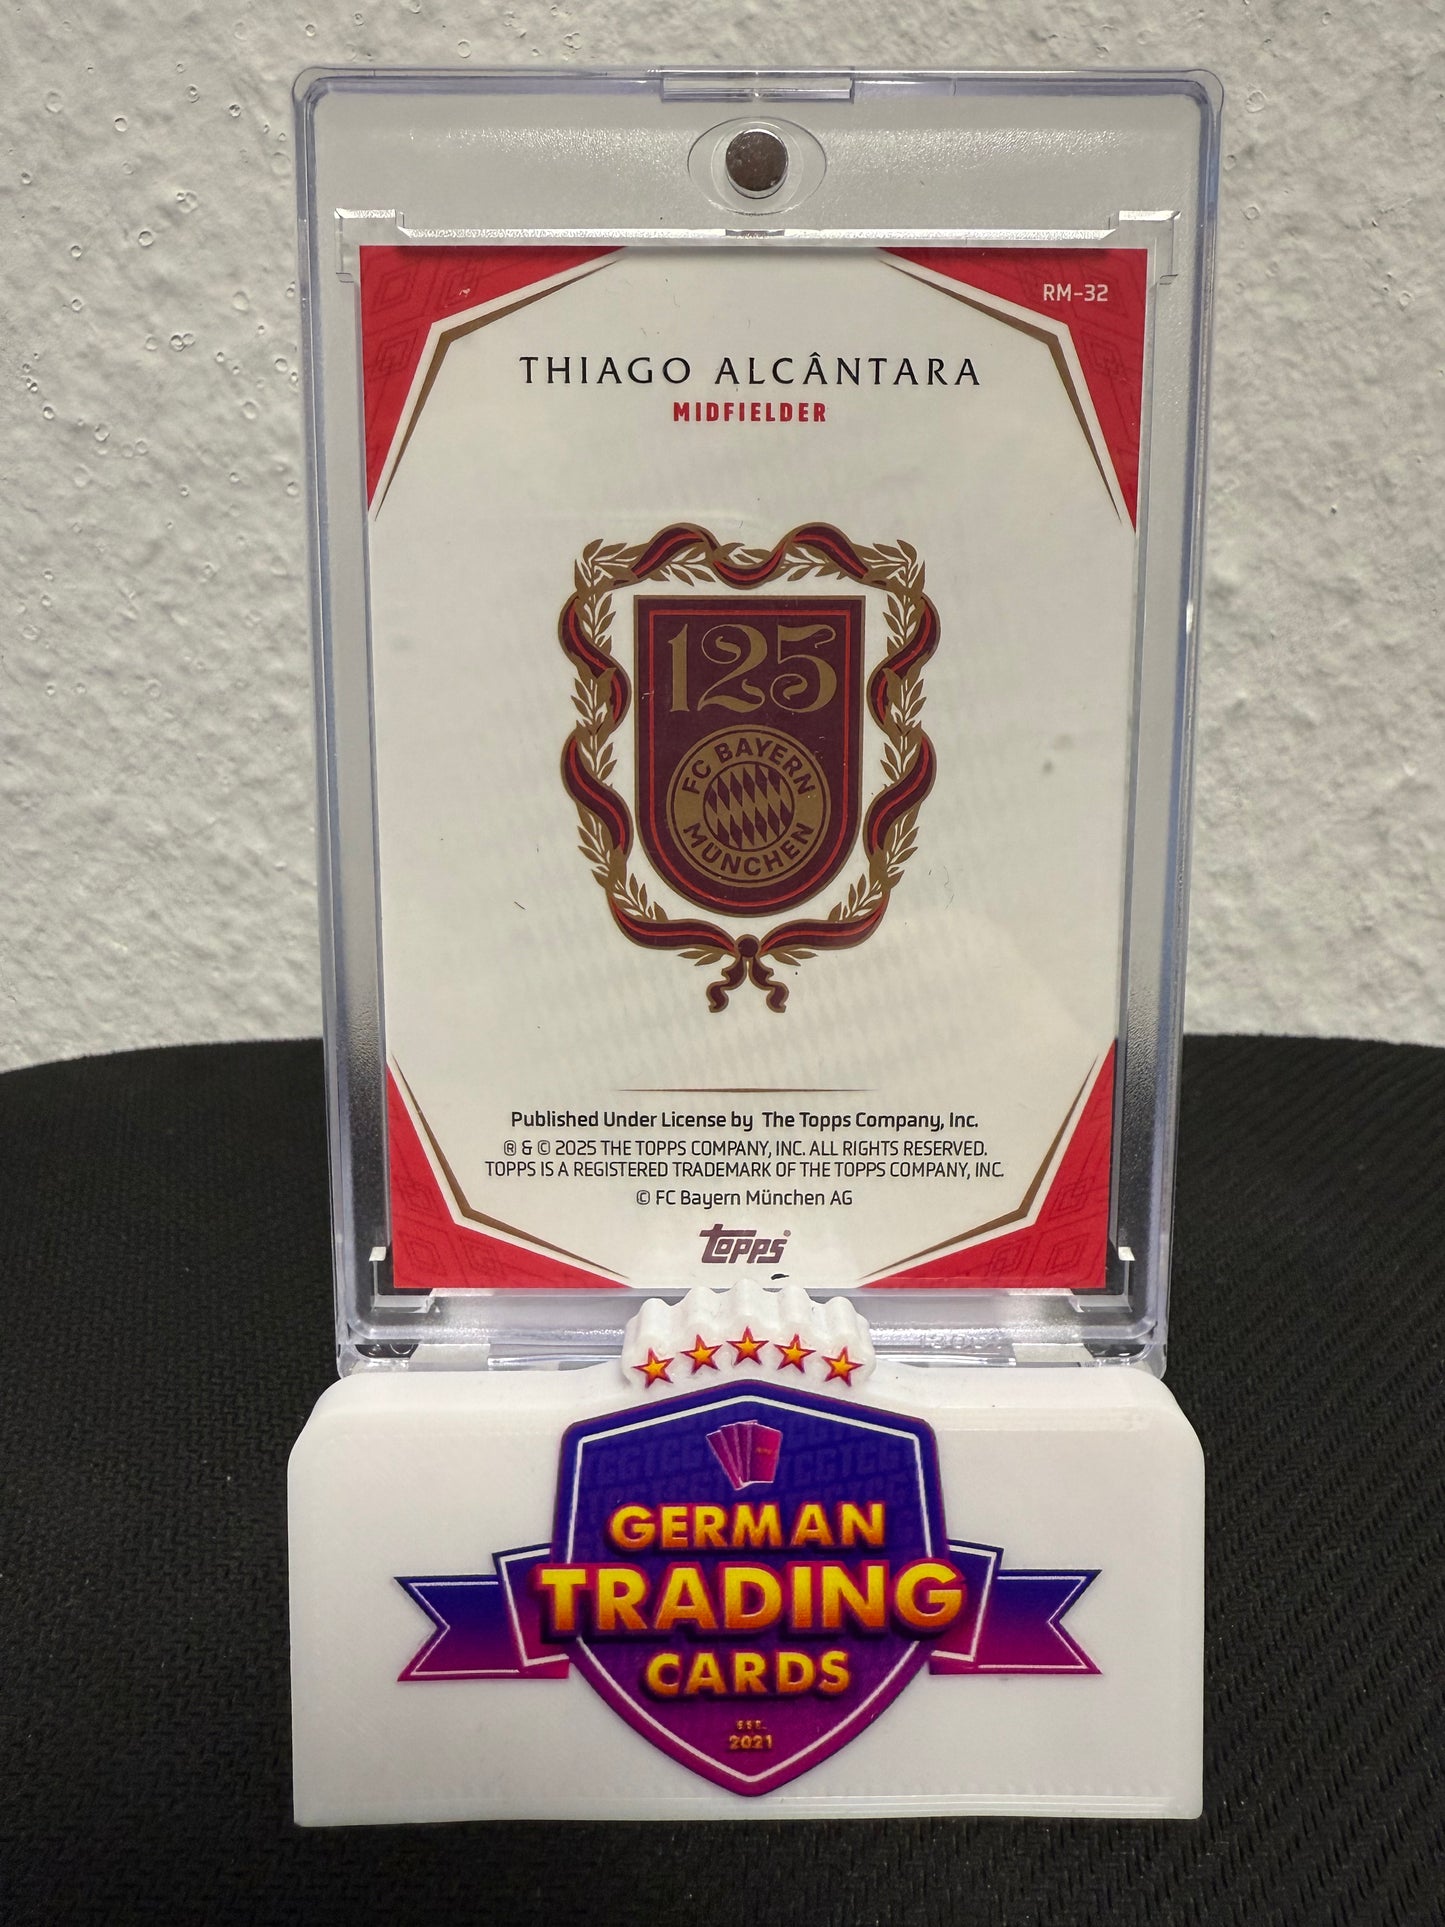 RM-32
THIAGO ALCÂNTARA
MIDFIELDER
125
FC BAYERN
MÜNCHEN
Published Under License by The Topps Company, Inc.
® & © 2025 THE TOPPS COMPANY, INC. ALL RIGHTS RESERVED.
TOPPS IS A REGISTERED TRADEMARK OF THE TOPPS COMPANY, INC.
© FC Bayern München AG
topps®
GERMAN
TRADING
CARDS
EST.
2021